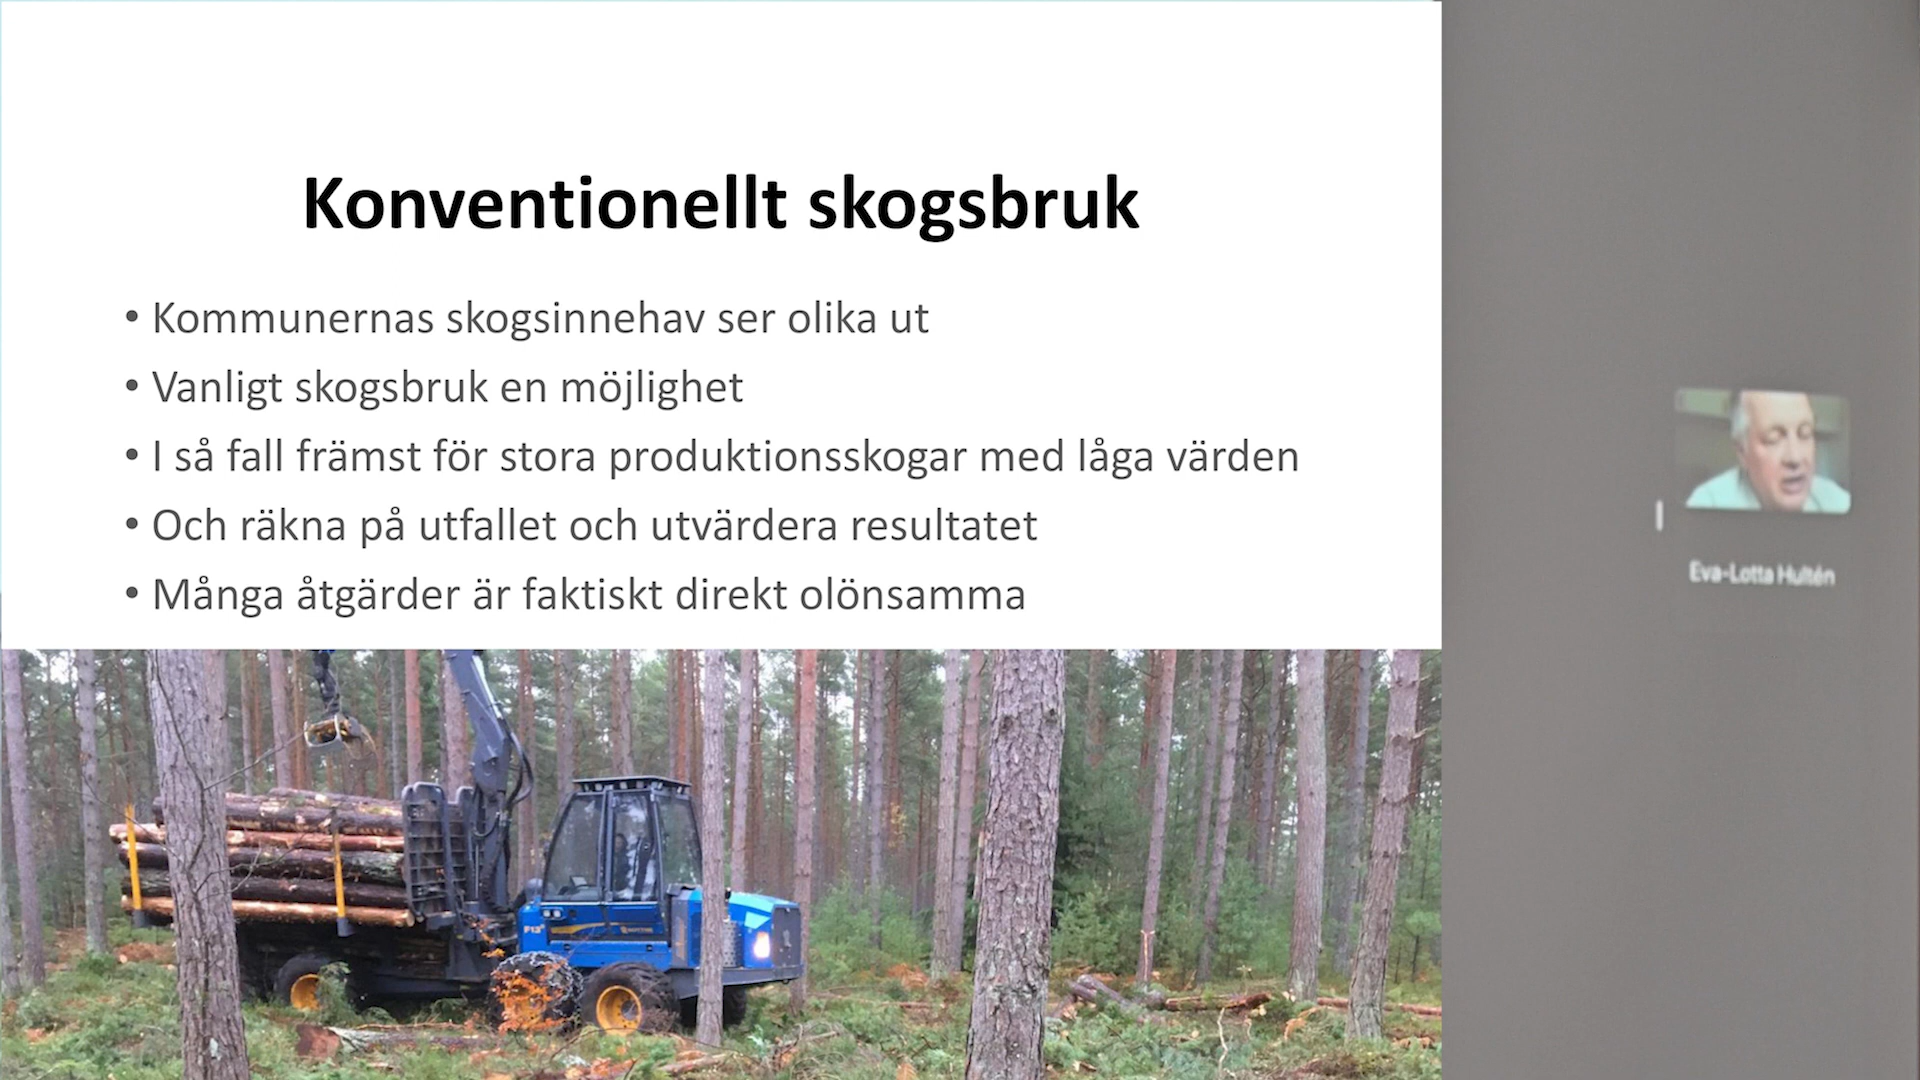 Konventionellt skogsbruk
• Kommunernas skogsinnehav ser olika ut
• Vanligt skogsbruk en möjlighet
• I så fall främst för stora produktionsskogar med låga värden
• Och räkna på utfallet och utvärdera resultatet
• Många åtgärder är faktiskt direkt olönsamma
Eva-Lotta Hultén
F13